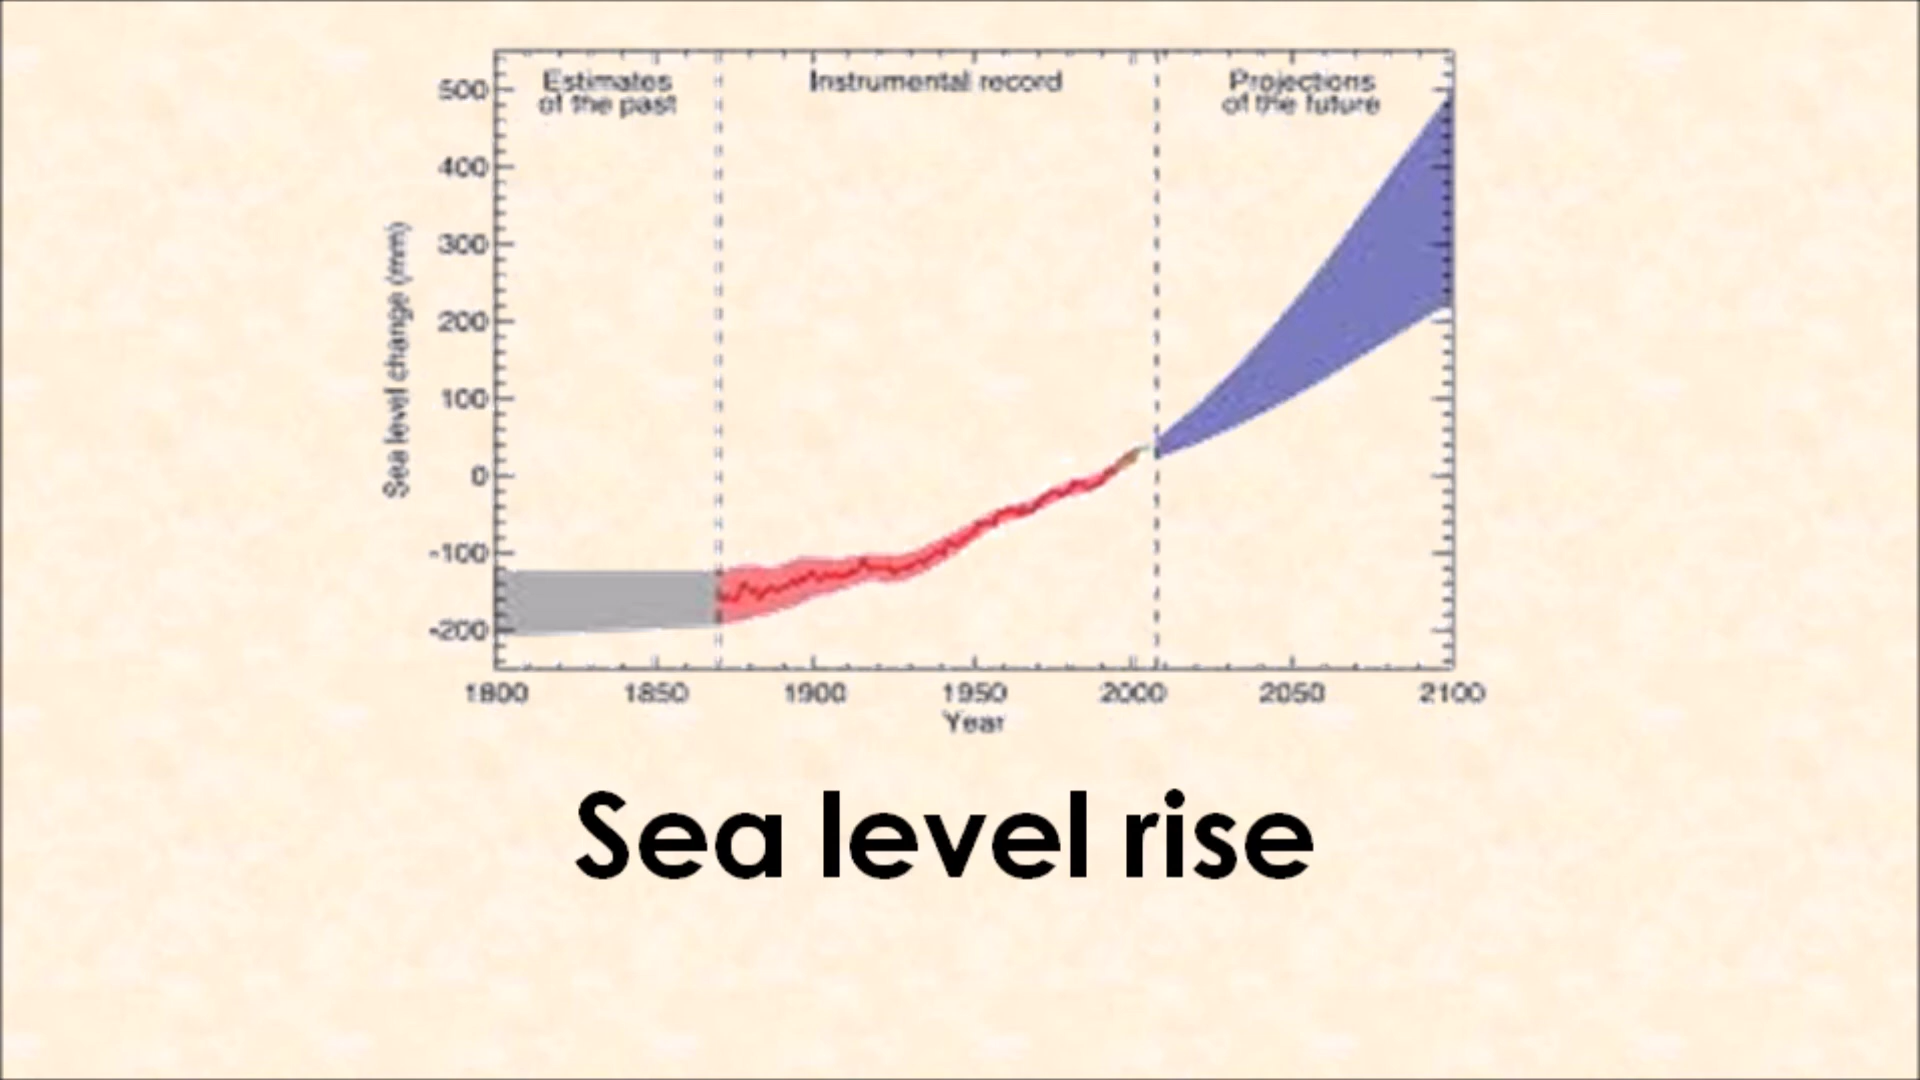 Estimates
of the past
Instrumental record
Projections
of the future
500
400
300
200
100
0
-100
-200
Sea level change (mm)
1800 1850 1900 1950 2000 2050 2100
Year
Sea level rise